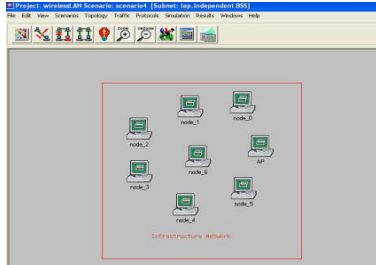 Project: wirelessLAN Scenario: scenario4 [Subnet: top.Independent BSS]
File Edit View Scenarios Topology Traffic Protocols Simulation Results Windows Help
node_1
node_0
node_2
AP
node_6
node_3
node_5
node_4
Infrastructure Network